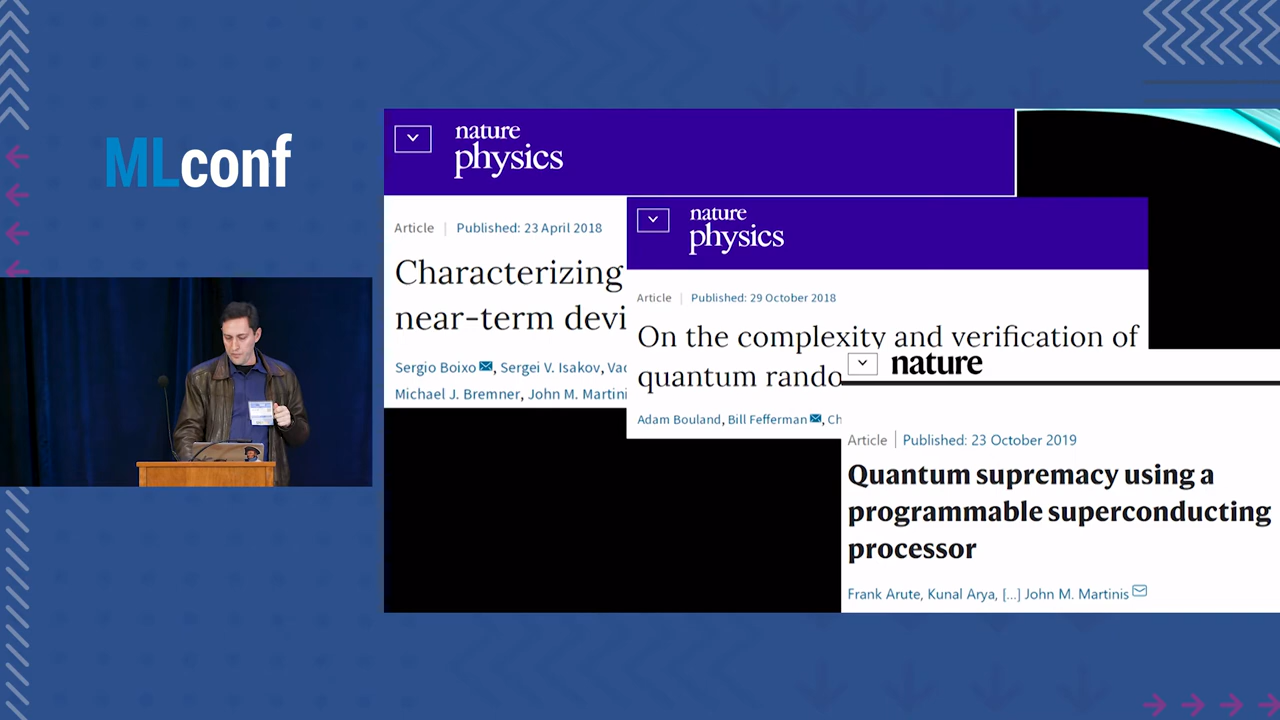 MLconf
nature
physics
Article | Published: 23 April 2018
Characterizing
near-term devi
Sergio Boixo, Sergei V. Isakov, Vad
Michael J. Bremner, John M. Martini
nature
physics
Article | Published: 29 October 2018
On the complexity and verification of
quantum rando
Adam Bouland, Bill Fefferman, Ch
nature
Article | Published: 23 October 2019
Quantum supremacy using a
programmable superconducting
processor
Frank Arute, Kunal Arya, [...] John M. Martinis